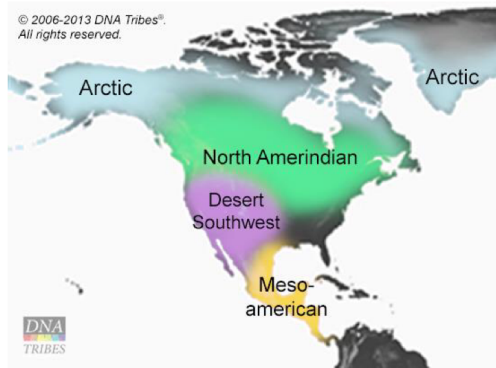 © 2006-2013 DNA Tribes®.
All rights reserved.
Arctic
Arctic
North Amerindian
Desert
Southwest
Meso-
american
DNA
TRIBES